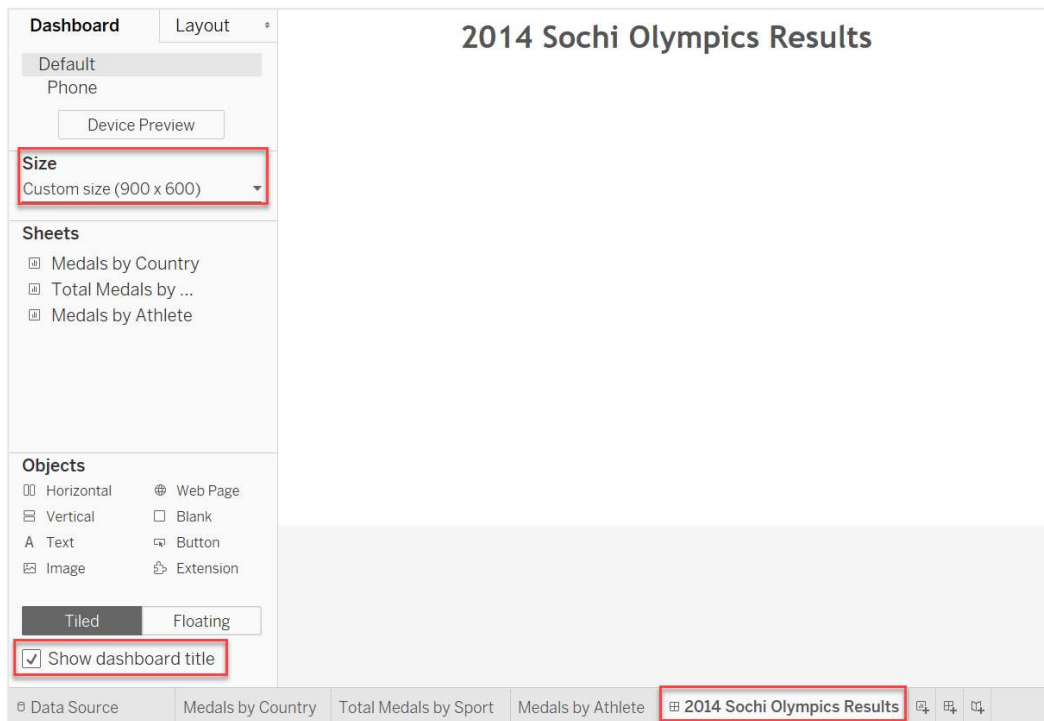 Dashboard
Layout
2014 Sochi Olympics Results
Default
Phone
Device Preview
Size
Custom size (900 x 600)
Sheets
Medals by Country
Total Medals by ...
Medals by Athlete
Objects
Horizontal
Web Page
Vertical
Blank
A Text
Button
Image
Extension
Tiled
Floating
Show dashboard title
Data Source
Medals by Country
Total Medals by Sport
Medals by Athlete
2014 Sochi Olympics Results